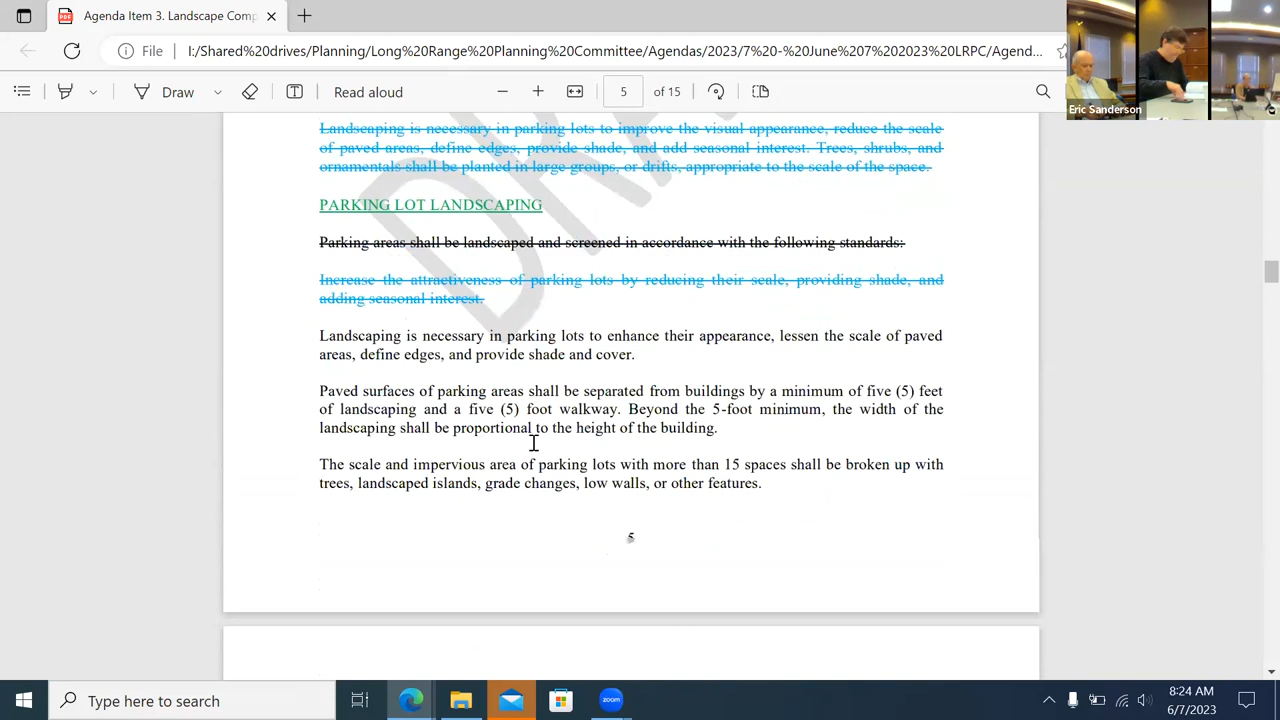 Agenda Item 3. Landscape Comp
File
I:/Shared%20drives/Planning/Long%20Range%20Planning%20Committee/Agendas/2023/7%20-%20June%207%202023%20LRPC/Agend...
Draw
Read aloud
5 of 15
Eric Sanderson
Landscaping is necessary in parking lots to improve the visual appearance, reduce the scale
of paved areas, define edges, provide shade, and add seasonal interest. Trees, shrubs, and
ornamentals shall be planted in large groups, or drifts, appropriate to the scale of the space.
PARKING LOT LANDSCAPING
Parking areas shall be landscaped and screened in accordance with the following standards:
Increase the attractiveness of parking lots by reducing their scale, providing shade, and
adding seasonal interest.
Landscaping is necessary in parking lots to enhance their appearance, lessen the scale of paved
areas, define edges, and provide shade and cover.
Paved surfaces of parking areas shall be separated from buildings by a minimum of five (5) feet
of landscaping and a five (5) foot walkway. Beyond the 5-foot minimum, the width of the
landscaping shall be proportional to the height of the building.
The scale and impervious area of parking lots with more than 15 spaces shall be broken up with
trees, landscaped islands, grade changes, low walls, or other features.
5
Type here to search
zoom
8:24 AM
6/7/2023